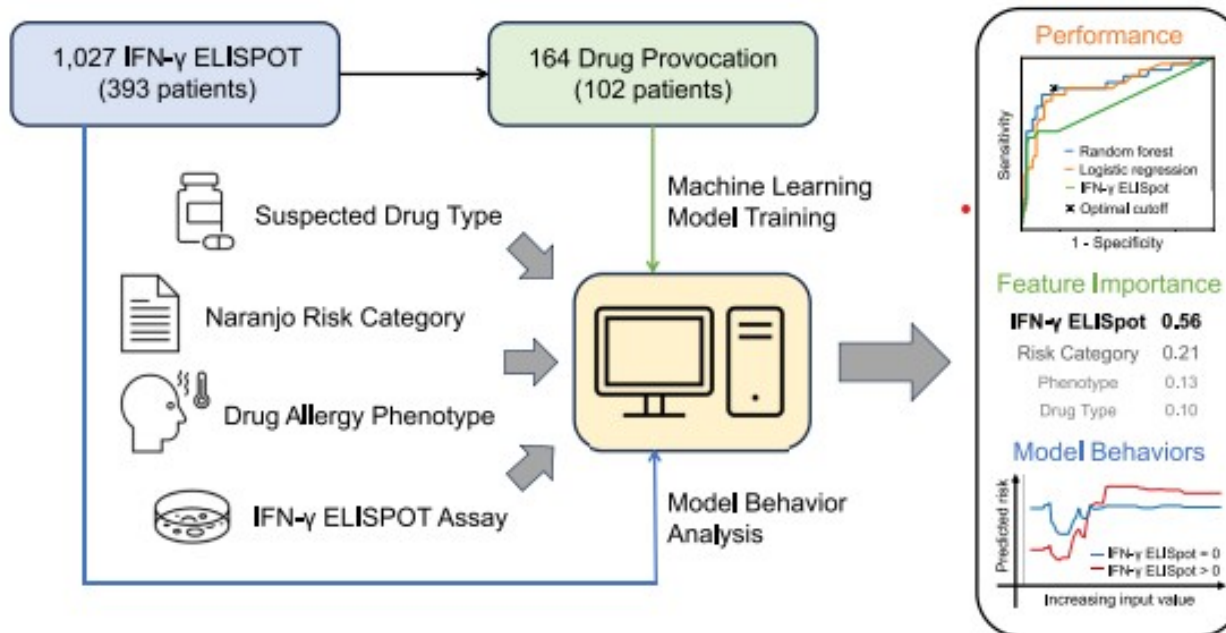 1,027 IFN-γ ELISPOT
(393 patients)
164 Drug Provocation
(102 patients)
Suspected Drug Type
Naranjo Risk Category
Drug Allergy Phenotype
IFN-γ ELISPOT Assay
Machine Learning
Model Training
Model Behavior
Analysis
Performance
Sensitivity
Random forest
Logistic regression
IFN-γ ELISpot
Optimal cutoff
1 - Specificity
Feature Importance
IFN-γ ELISpot 0.56
Risk Category 0.21
Phenotype 0.13
Drug Type 0.10
Model Behaviors
Predicted risk
IFN-γ ELISpot = 0
IFN-γ ELISpot > 0
Increasing input value